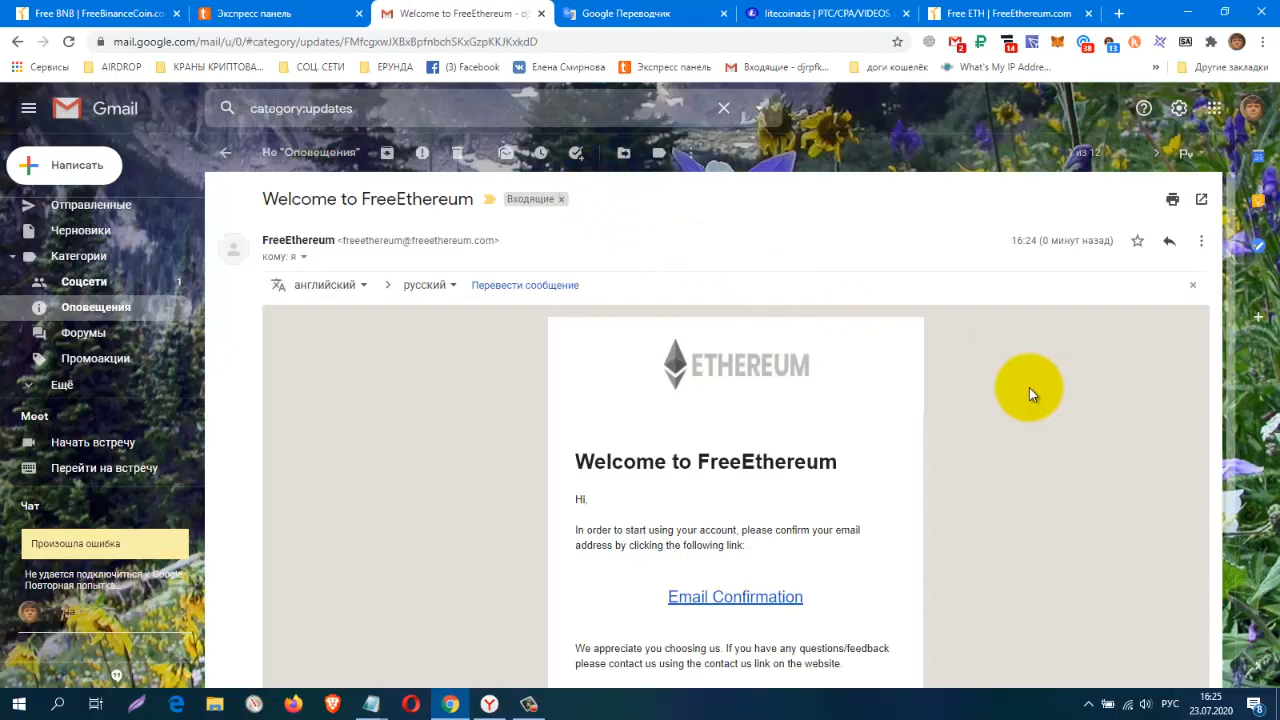 Free BNB | FreeBinanceCoin.com
Экспресс панель
Welcome to FreeEthereum - dj
Google Переводчик
litecoinads | PTC/CPA/VIDEOS
Free ETH | FreeEthereum.com
mail.google.com/mail/u/0/#category/updates/FMfcgxwJXBxBpfnbchSKxGzpKKJKxkdD
Сервисы
AIRDROP
КРАНЫ КРИПТОВА...
СОЦ. СЕТИ
ЕРУНДА
(3) Facebook
Елена Смирнова
Экспресс панель
Входящие - djrpfk...
доги кошелёк
What's My IP Addre...
Другие закладки
Gmail
category:updates
Написать
Не "Оповещения"
1 из 12
Отправленные
Черновики
Категории
Соцсети 1
Оповещения
Форумы
Промоакции
Ещё
Meet
Начать встречу
Перейти на встречу
Чат
Произошла ошибка
Не удается подключиться к Google.
Повторная попытка...
Welcome to FreeEthereum
Входящие x
FreeEthereum <freeethereum@freeethereum.com>
16:24 (0 минут назад)
кому: я
английский
русский
Перевести сообщение
ETHEREUM
Welcome to FreeEthereum
Hi,
In order to start using your account, please confirm your email
address by clicking the following link:
Email Confirmation
We appreciate you choosing us. If you have any questions/feedback
please contact us using the contact us link on the website.
РУС
16:25
23.07.2020